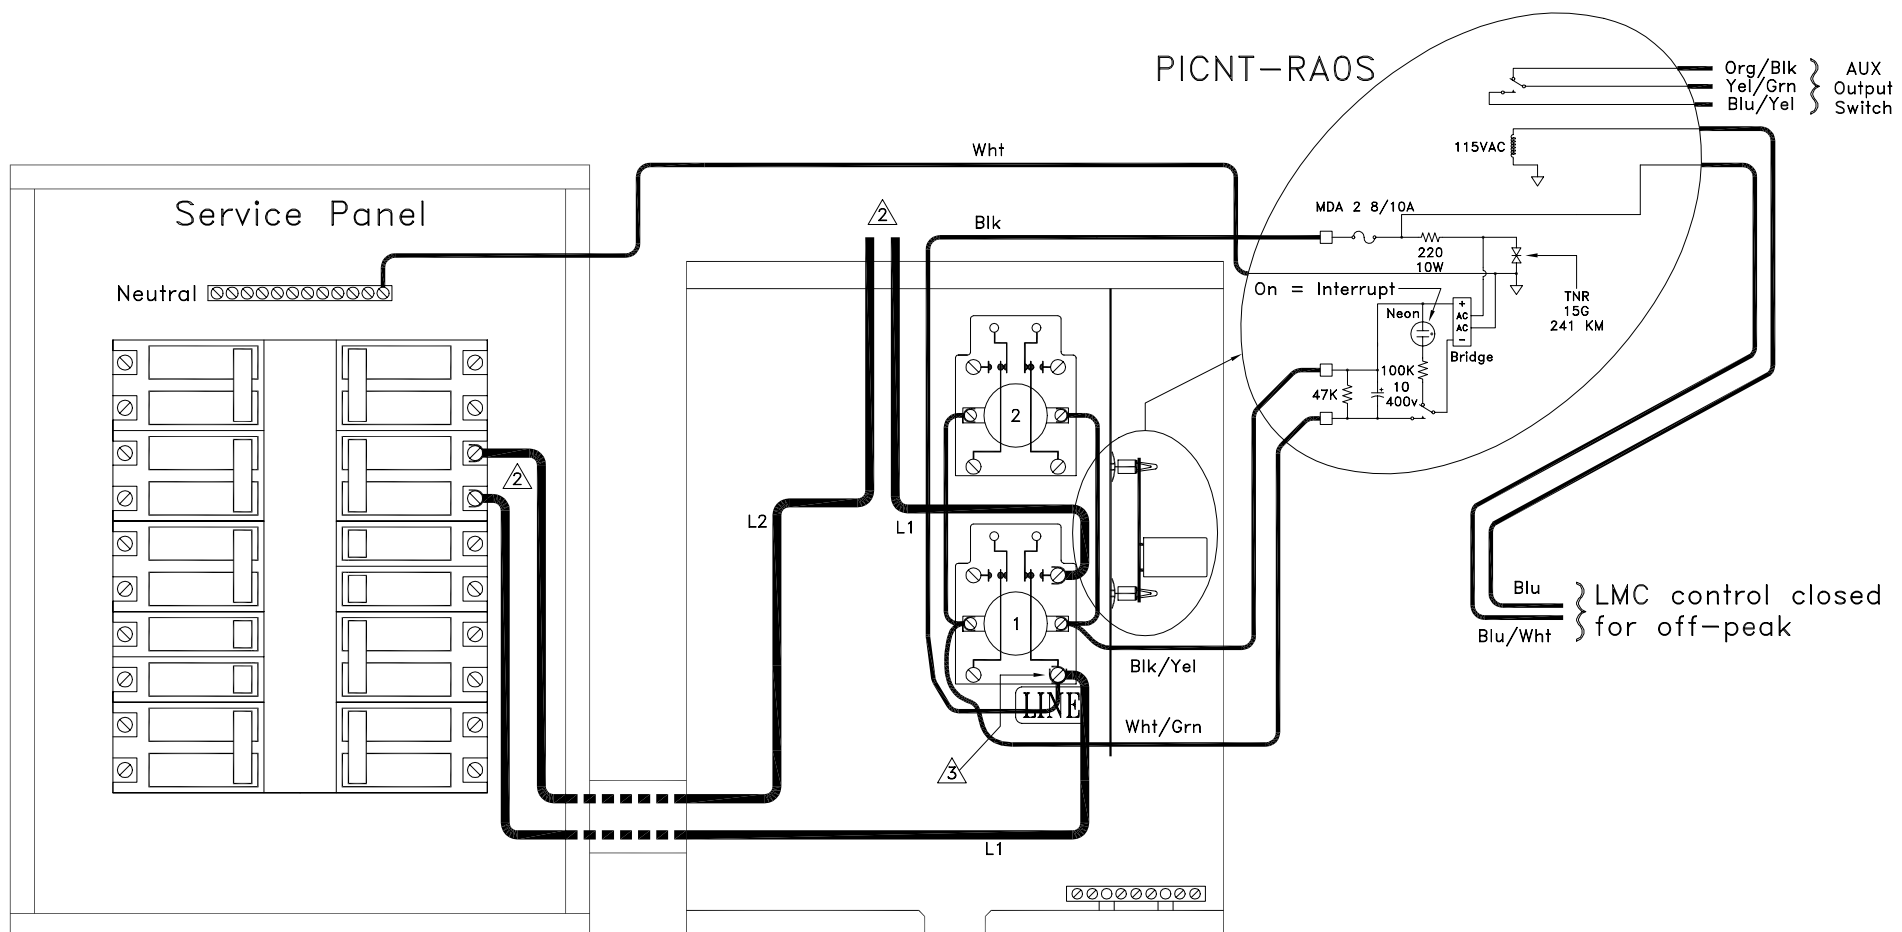 PICNT-RA0S
Org/Blk
Yel/Grn
Blu/Yel
AUX
Output
Switch
115VAC
Wht
Service Panel
2
Blk
MDA 2 8/10A
220
10W
Neutral
On = Interrupt
TNR
15G
241 KM
Neon
+
AC
AC
−
Bridge
100K
47K
+
10
400v
2
2
L2
L1
1
Blu
Blu/Wht
LMC control closed
for off-peak
Blk/Yel
LINE
Wht/Grn
3
L1